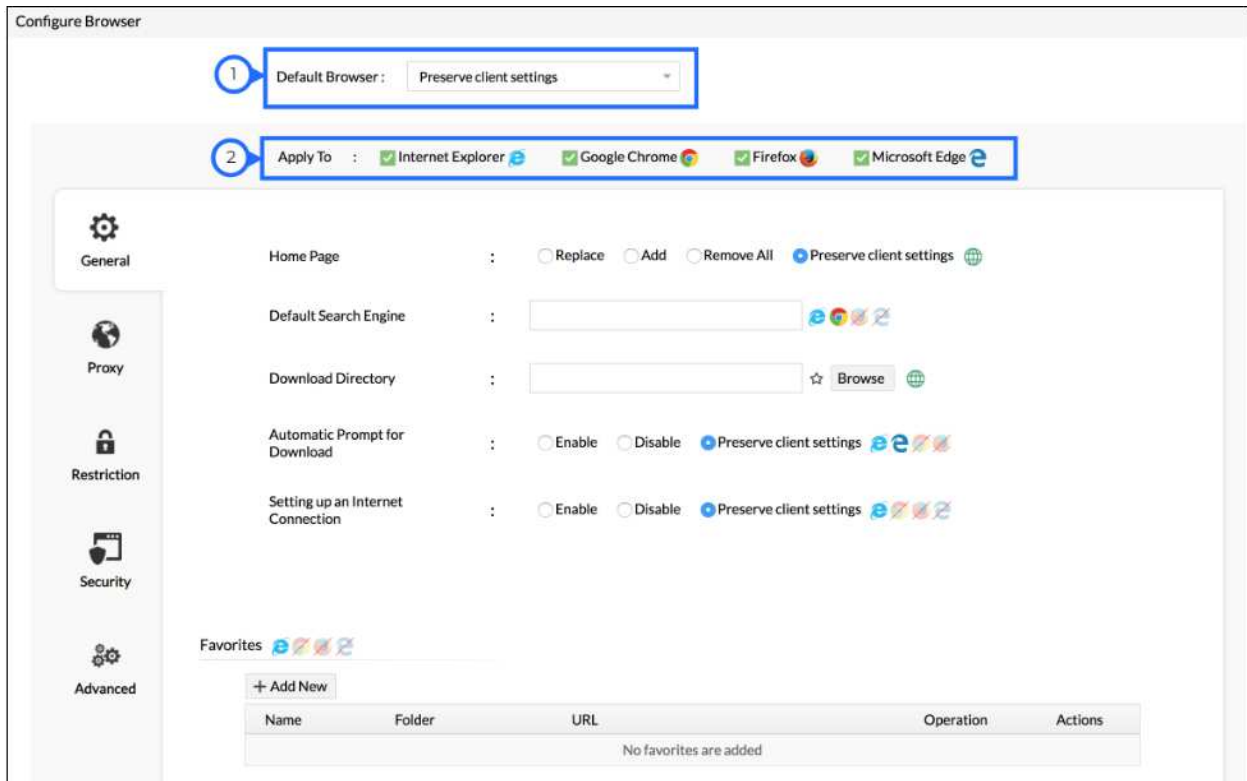 Configure Browser
1 Default Browser : Preserve client settings
2 Apply To : Internet Explorer Google Chrome Firefox Microsoft Edge
General
Home Page : Replace Add Remove All Preserve client settings
Default Search Engine :
Proxy
Download Directory : Browse
Automatic Prompt for
Download : Enable Disable Preserve client settings
Restriction
Setting up an Internet
Connection : Enable Disable Preserve client settings
Security
Favorites
Advanced
+ Add New
Name Folder URL Operation Actions
No favorites are added